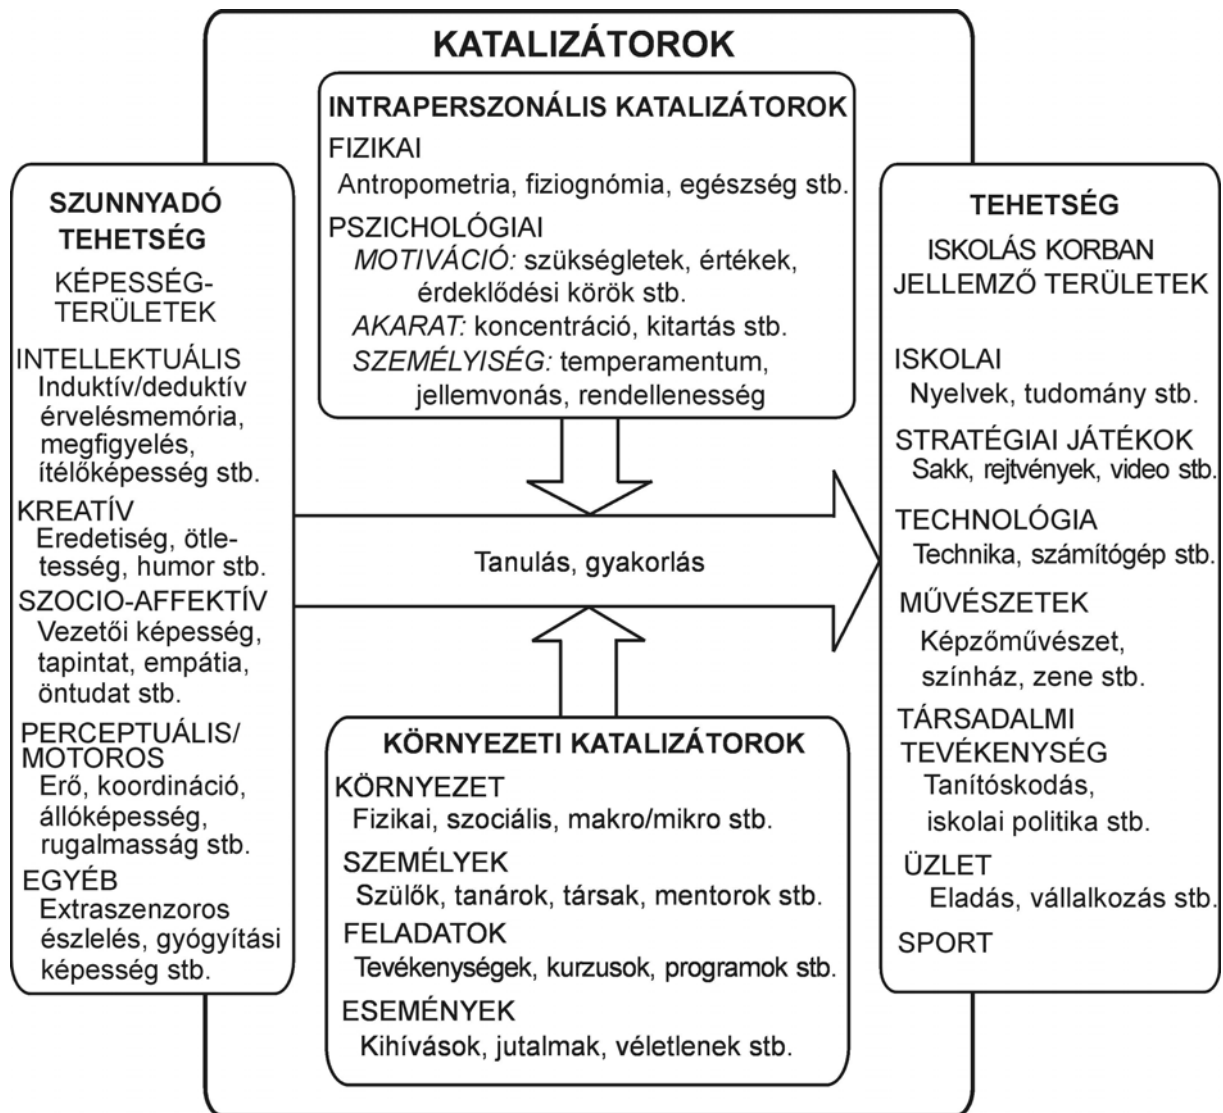 KATALIZÁTOROK
INTRAPERSZONÁLIS KATALIZÁTOROK
FIZIKAI
Antropometria, fiziognómia, egészség stb.
PSZICHOLÓGIAI
MOTIVÁCIÓ: szükségletek, értékek,
érdeklődési körök stb.
AKARAT: koncentráció, kitartás stb.
SZEMÉLYISÉG: temperamentum,
jellemvonás, rendellenesség
SZUNNYADÓ
TEHETSÉG
KÉPESSÉG-
TERÜLETEK
INTELLEKTUÁLIS
Induktív/deduktív
érvelésmemória,
megfigyelés,
ítélőképesség stb.
KREATÍV
Eredetiség, ötle-
tesség, humor stb.
SZOCIO-AFFEKTÍV
Vezetői képesség,
tapintat, empátia,
öntudat stb.
PERCEPTUÁLIS/
MOTOROS
Erő, koordináció,
állóképesség,
rugalmasság stb.
EGYÉB
Extraszenzoros
észlelés, gyógyítási
képesség stb.
Tanulás, gyakorlás
KÖRNYEZETI KATALIZÁTOROK
KÖRNYEZET
Fizikai, szociális, makro/mikro stb.
SZEMÉLYEK
Szülők, tanárok, társak, mentorok stb.
FELADATOK
Tevékenységek, kurzusok, programok stb.
ESEMÉNYEK
Kihívások, jutalmak, véletlenek stb.
TEHETSÉG
ISKOLÁS KORBAN
JELLEMZŐ TERÜLETEK
ISKOLAI
Nyelvek, tudomány stb.
STRATÉGIAI JÁTÉKOK
Sakk, rejtvények, video stb.
TECHNOLÓGIA
Technika, számítógép stb.
MŰVÉSZETEK
Képzőművészet,
színház, zene stb.
TÁRSADALMI
TEVÉKENYSÉG
Tanítóskodás,
iskolai politika stb.
ÜZLET
Eladás, vállalkozás stb.
SPORT